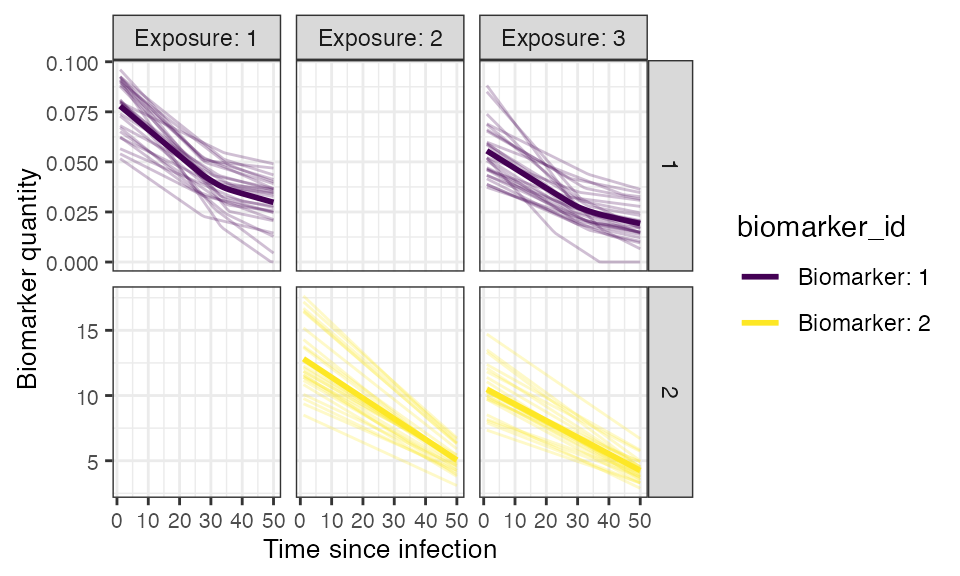 Exposure: 1 Exposure: 2 Exposure: 3
0.100
0.075
0.050
0.025
0.000
1
Biomarker quantity
15
10
5
2
0 10 20 30 40 50 0 10 20 30 40 50 0 10 20 30 40 50
Time since infection
biomarker_id
Biomarker: 1
Biomarker: 2